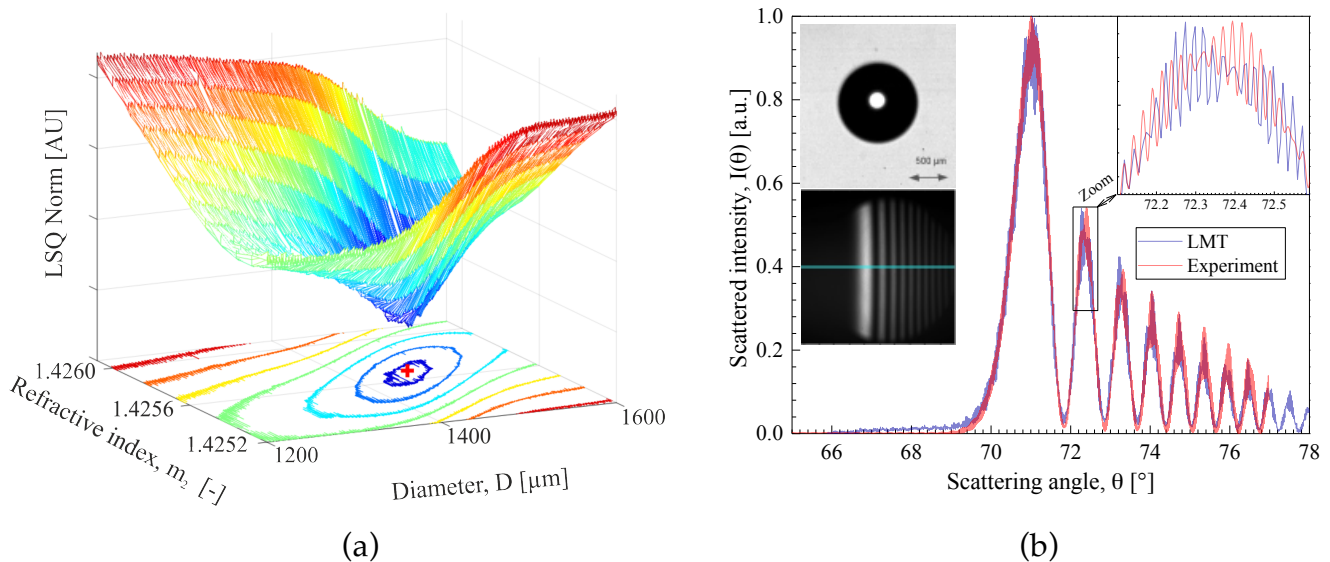 LSQ Norm [AU]
1.4260
1.4256
1.4252
Refractive index, m₂ [-]
1200
1400
1600
Diameter, D [µm]
(a)
Scattered intensity, I(θ) [a.u.]
1.0
0.8
0.6
0.4
0.2
0.0
500 µm
Zoom
72.2 72.3 72.4 72.5
LMT
Experiment
66 68 70 72 74 76 78
Scattering angle, θ [°]
(b)